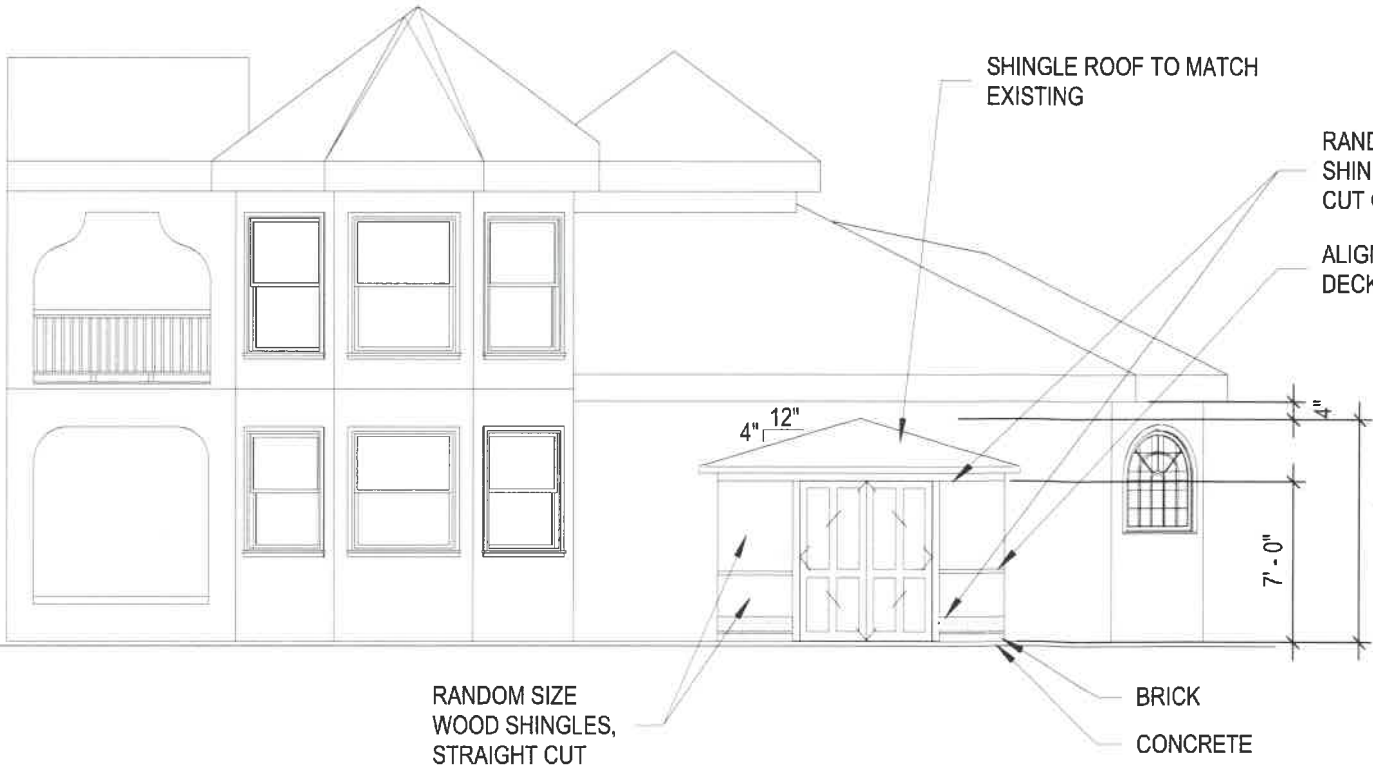 SHINGLE ROOF TO MATCH
EXISTING
RAND
SHIN
CUT
ALIGN
DECK
12"
4"
4"
7' - 0"
RANDOM SIZE
WOOD SHINGLES,
STRAIGHT CUT
BRICK
CONCRETE